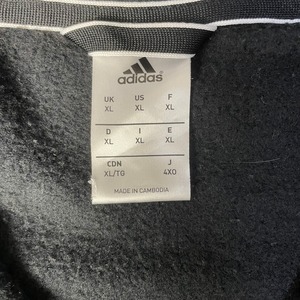 adidas
UK US F
XL XL XL
D I E
XL XL XL
CDN J
XL/TG 4XO
MADE IN CAMBODIA